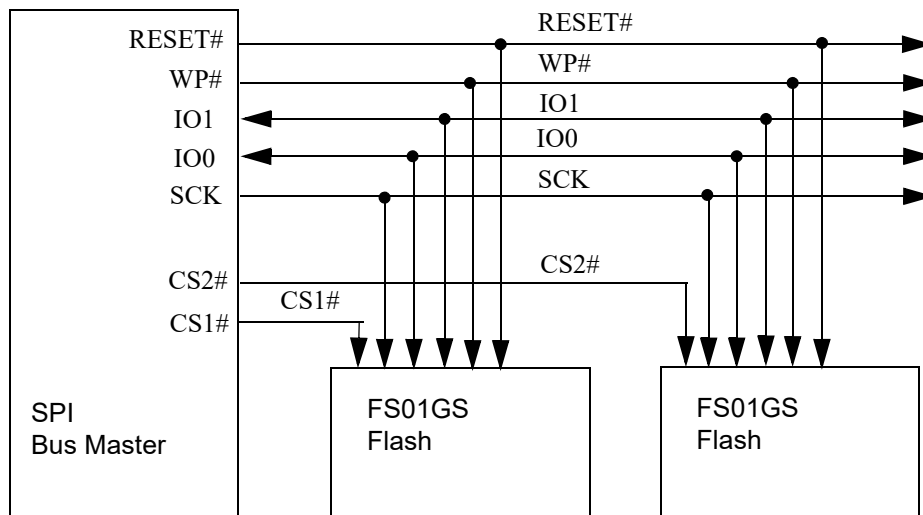 RESET#
RESET#
WP#
WP#
IO1
IO1
IO0
IO0
SCK
SCK
CS2#
CS2#
CS1#
CS1#
SPI
Bus Master
FS01GS
Flash
FS01GS
Flash